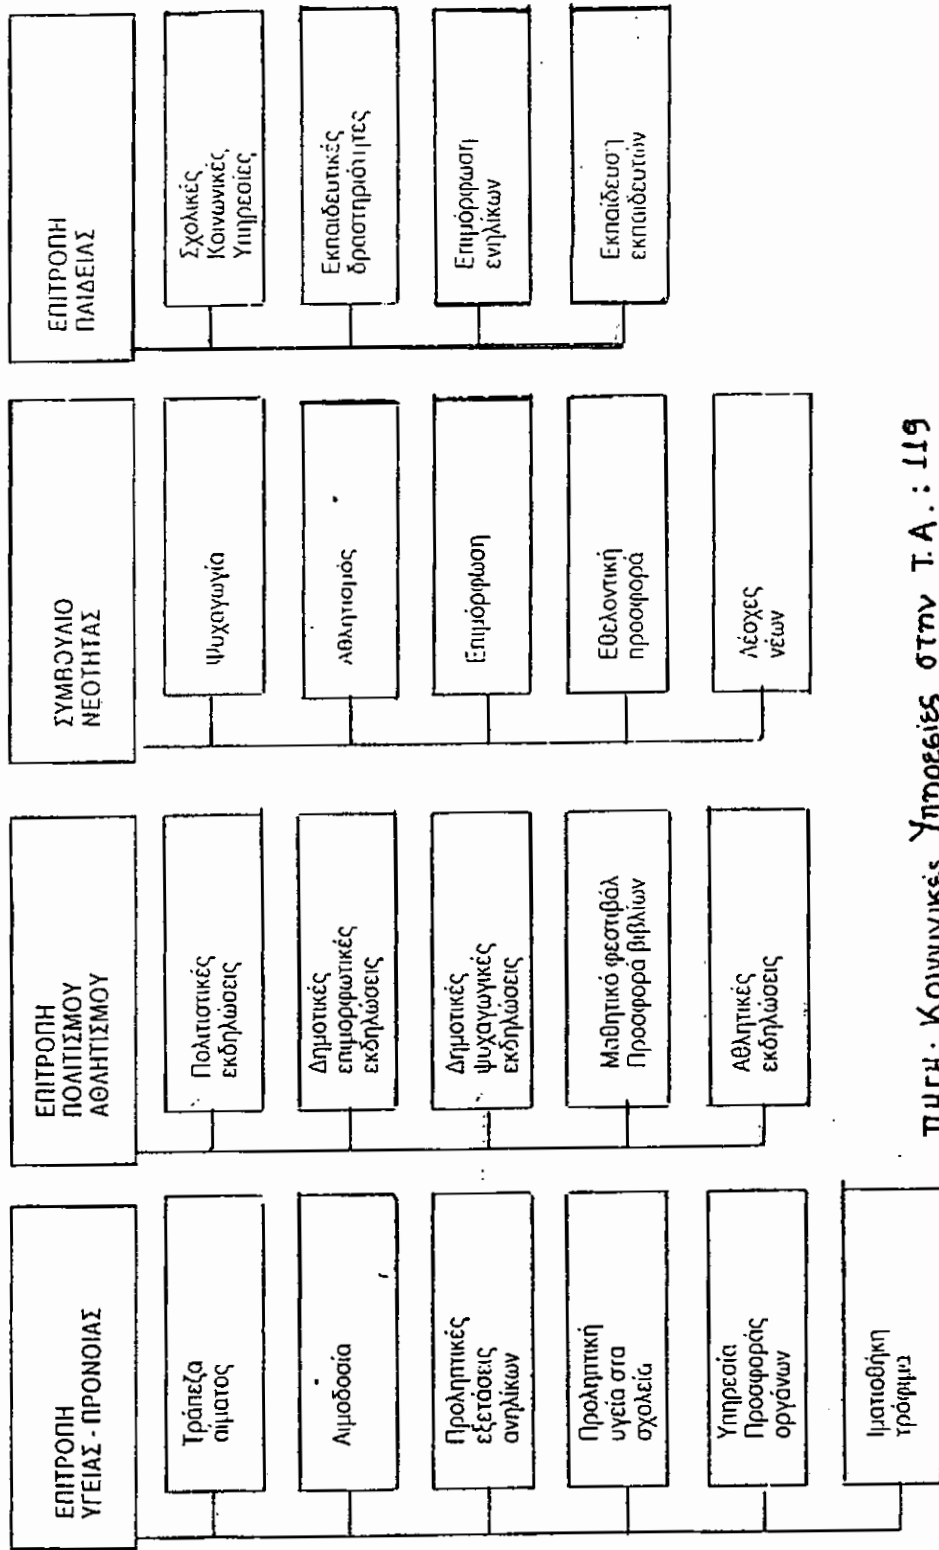 ΕΠΙΤΡΟΠΗ
ΥΓΕΙΑΣ - ΠΡΟΝΟΙΑΣ
Τράπεζα
αίματος
Αιμοδοσία
Προληπτικές
εξετάσεις
ανηλίκων
Προληπτική
υγεία στα
σχολεία
Υπηρεσία
Προσφοράς
οργάνων
Ιματιοθήκη
τρόφιμα
ΕΠΙΤΡΟΠΗ
ΠΟΛΙΤΙΣΜΟΥ
ΑΘΛΗΤΙΣΜΟΥ
Πολιτιστικές
εκδηλώσεις
Δημοτικές
επιμορφωτικές
εκδηλώσεις
Δημοτικές
ψυχαγωγικές
εκδηλώσεις
Μαθητικό φεστιβάλ
Προσφορά βιβλίων
Αθλητικές
εκδηλώσεις
ΣΥΜΒΟΥΛΙΟ
ΝΕΟΤΗΤΑΣ
Ψυχαγωγία
Αθλητισμός
Επιμόρφωση
Εθελοντική
προσφορά
Λέσχες
νέων
ΕΠΙΤΡΟΠΗ
ΠΑΙΔΕΙΑΣ
Σχολικές
Κοινωνικές
Υπηρεσίες
Εκπαιδευτικές
δραστηριότητες
Επιμόρφωση
ενηλίκων
Εκπαίδευση
εκπαιδευτών
ΠΗΓΗ: Κοινωνικές Υπηρεσίες στην Τ.Α.: 119